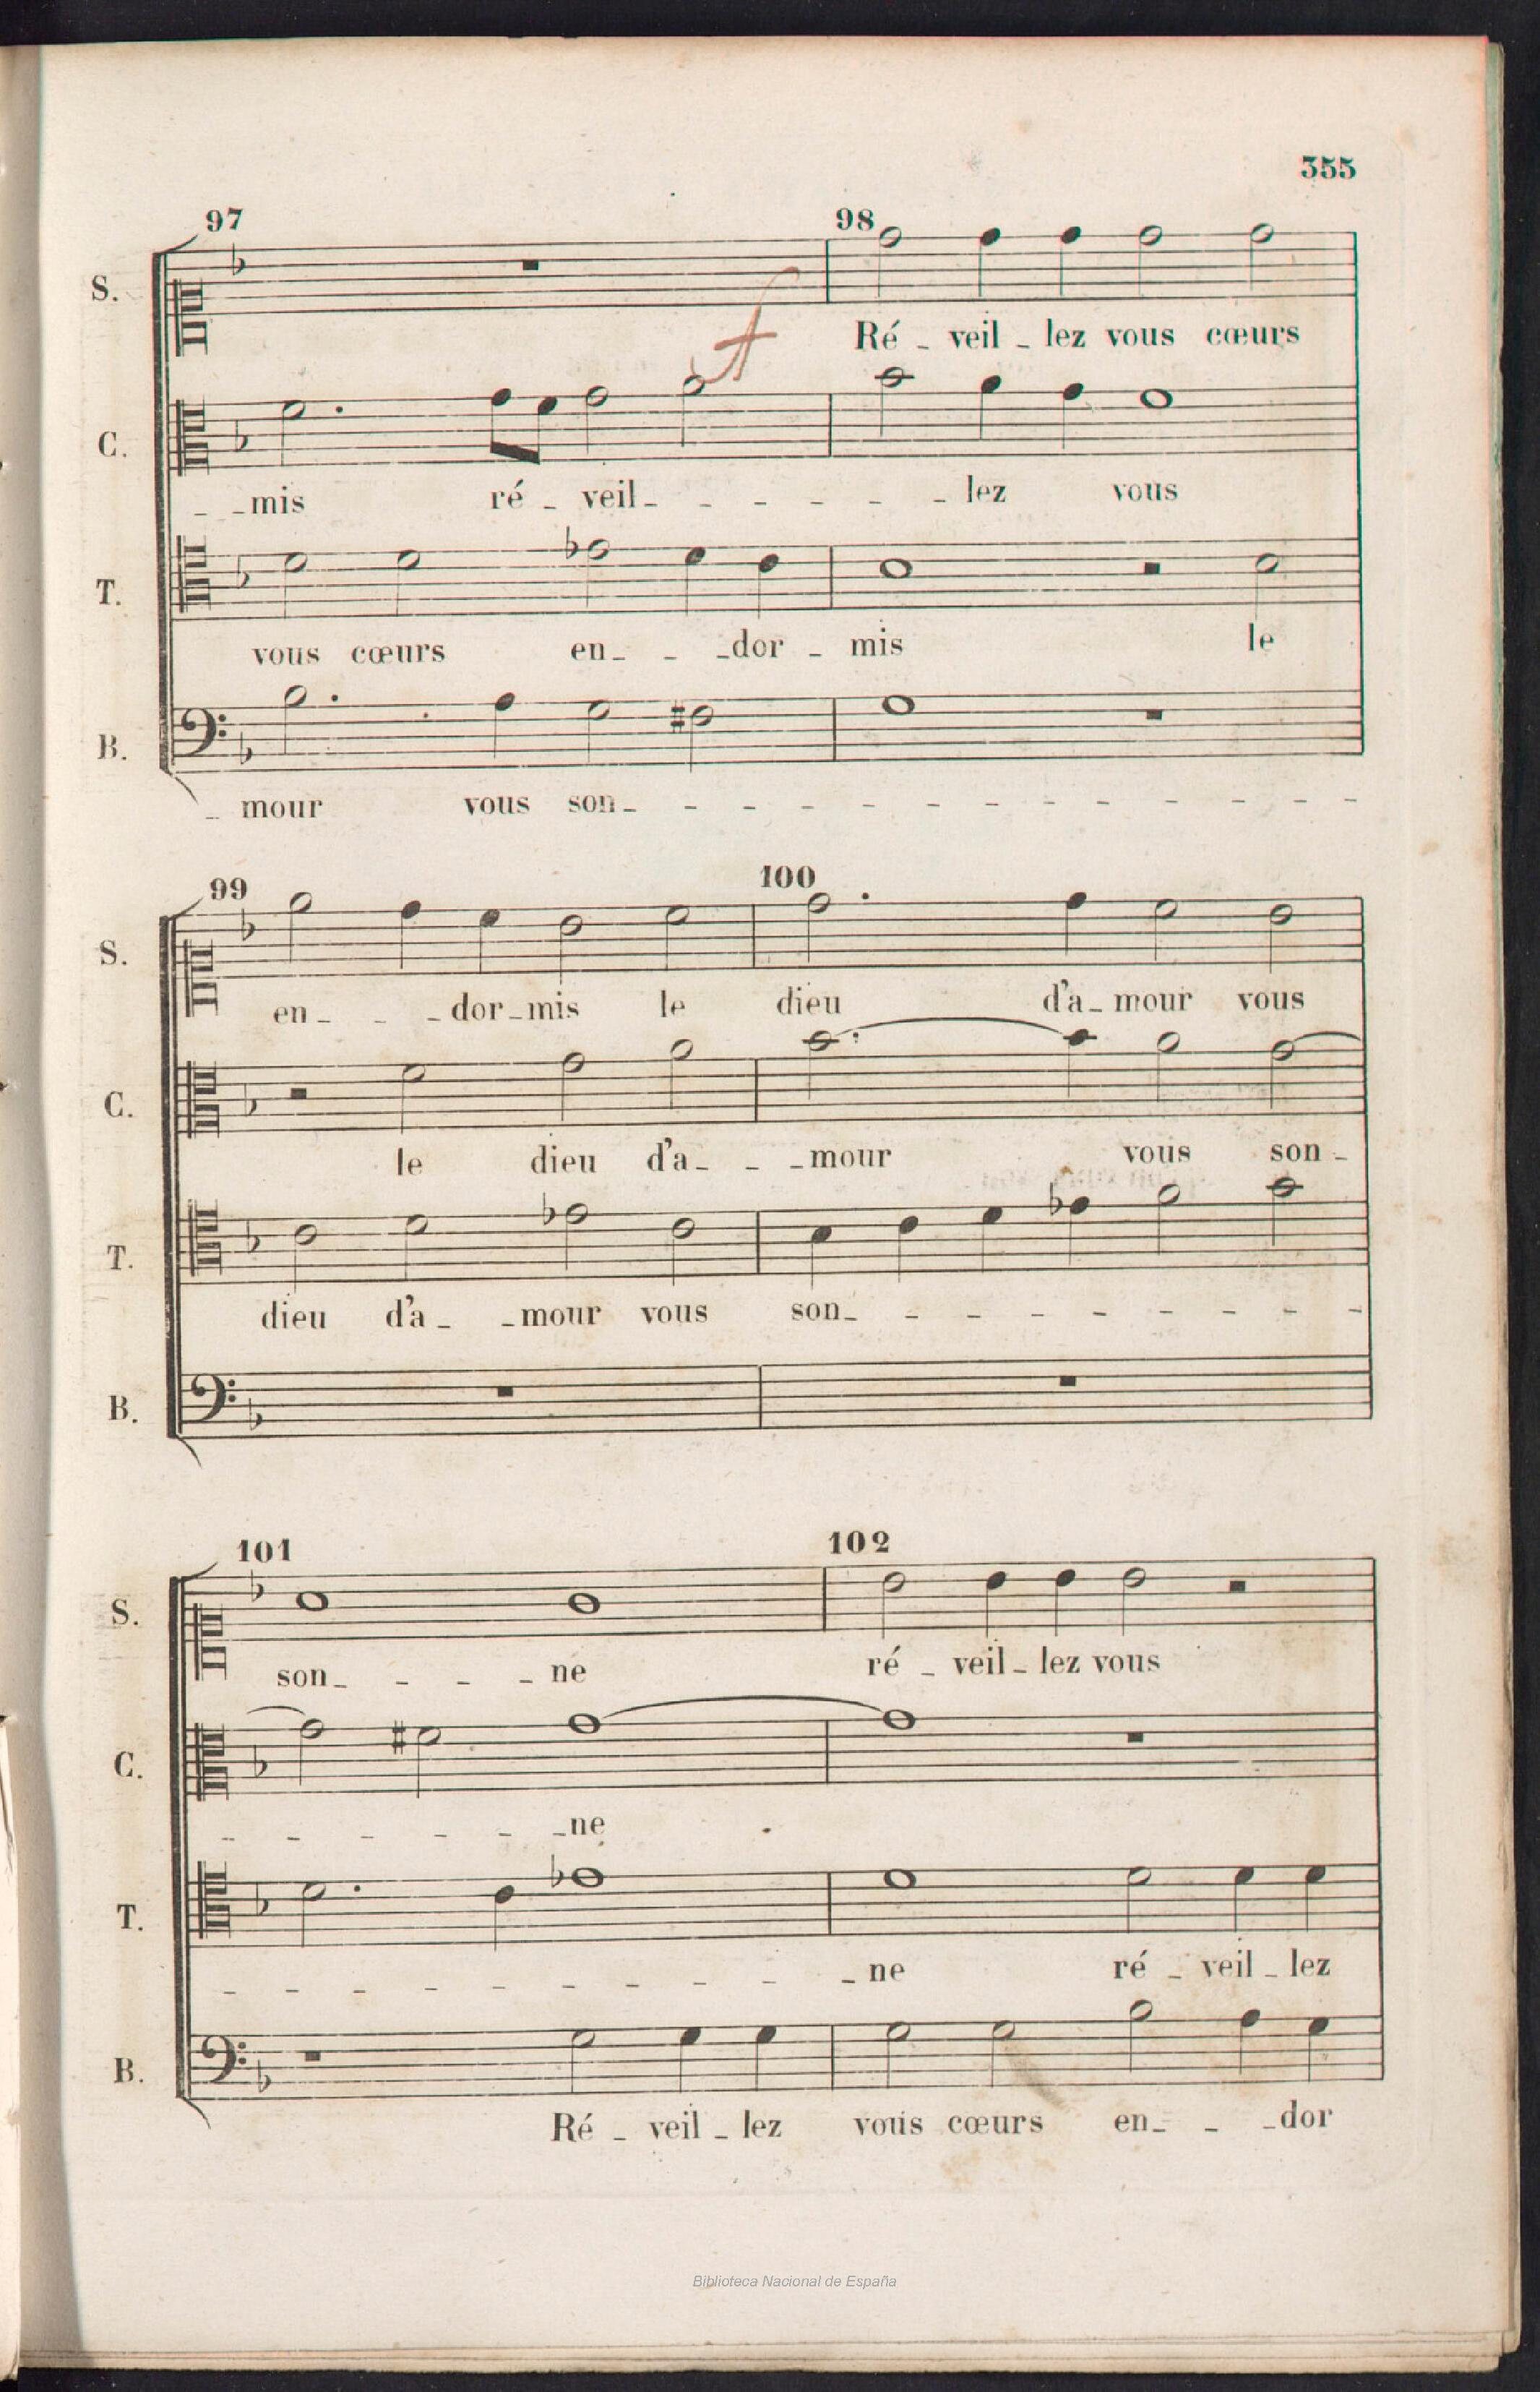 355
97 98
S.
Ré - veil - lez vous cœurs
f
C.
- - mis ré - veil - - - - - - lez vous
T.
vous cœurs en - - - dor - mis le
B.
- mour vous son - - - - - - - - - - - - -
99 100
S.
en - - - dor - mis le dieu d'a - mour vous
C.
le dieu d'a - - - mour vous son -
T.
dieu d'a - - mour vous son - - - - - - - - -
B.
101 102
S.
son - - - - ne ré - veil - lez vous
C.
- - - - - - ne
T.
- - - - - - - - - - - ne ré - veil - lez
B.
Ré - veil - lez vous cœurs en - - - dor
Biblioteca Nacional de España